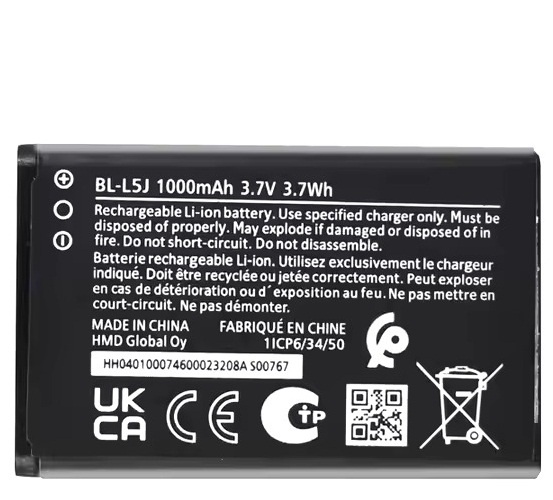 BL-L5J 1000mAh 3.7V 3.7Wh
Rechargeable Li-ion battery. Use specified charger only. Must be
disposed of properly. May explode if damaged or disposed of in
fire. Do not short-circuit. Do not disassemble.
Batterie rechargeable Li-ion. Utilisez exclusivement le chargeur
indiqué. Doit être recyclée ou jetée correctement. Peut exploser
en cas de détérioration ou d´exposition au feu. Ne pas mettre en
court-circuit. Ne pas démonter.
MADE IN CHINA FABRIQUÉ EN CHINE
HMD Global Oy 1ICP6/34/50
HH040100074600023208A S00767
UK
CA CE CTP